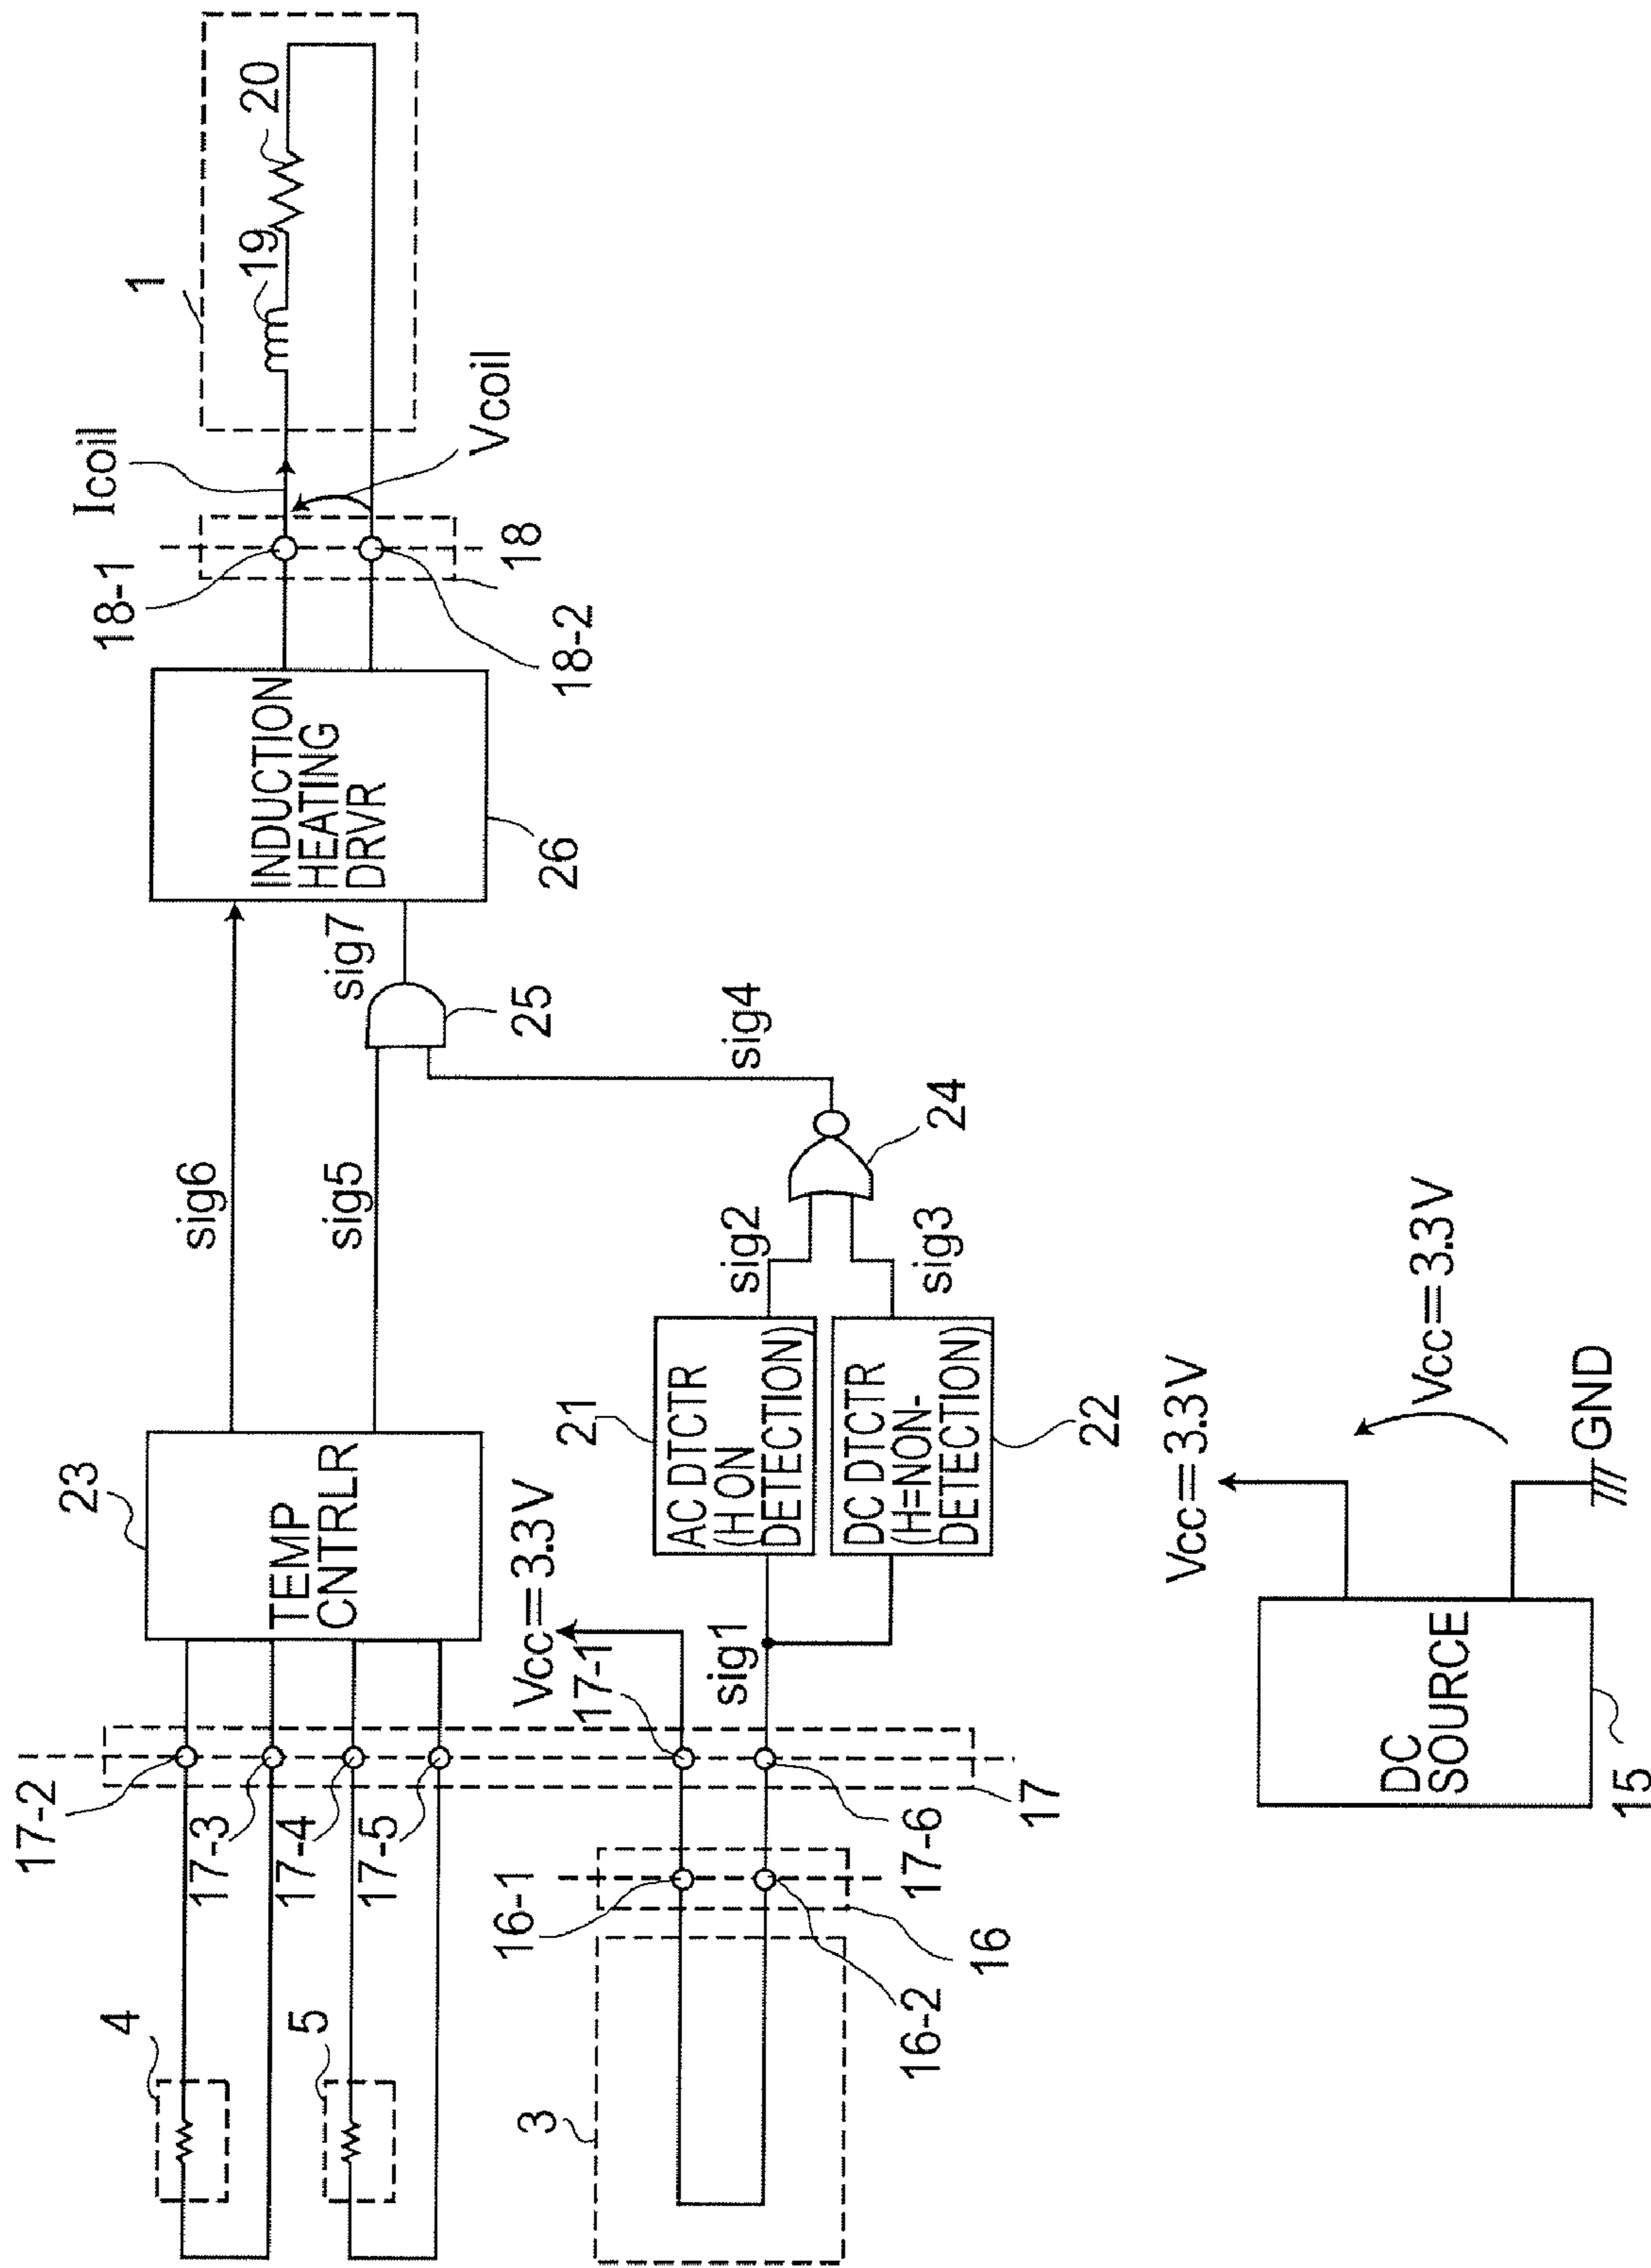 4
17-2
23
TEMP
CNTRLR
sig6
17-3
5
17-4
sig5
17-5
INDUCTION
HEATING
DRVR
26
sig7
25
18-1
Icoil
18-2
18
Vcoil
1
19
20
3
16-1
Vcc=3.3V
17-1
sig1
21
AC DTCTR
(H ON
DETECTION)
sig2
sig4
24
DC DTCTR
(H=NON-
DETECTION)
sig3
22
16-2
16
17-6
17
DC
SOURCE
15
Vcc=3.3V
Vcc=3.3V
GND